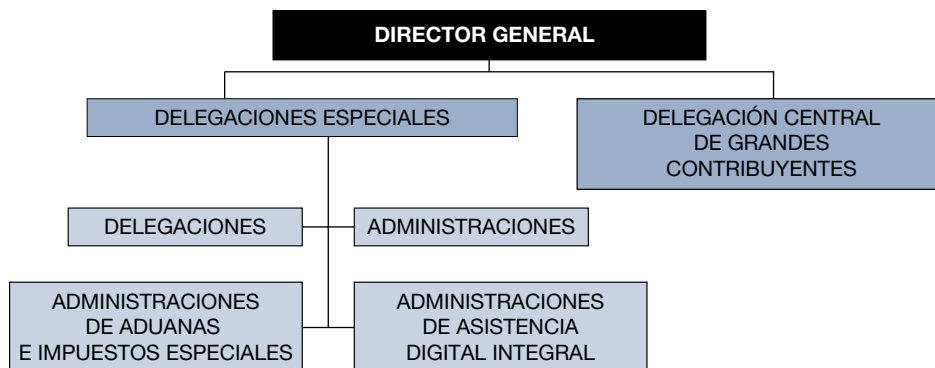 DIRECTOR GENERAL
DELEGACIONES ESPECIALES
DELEGACIÓN CENTRAL
DE GRANDES
CONTRIBUYENTES
DELEGACIONES
ADMINISTRACIONES
ADMINISTRACIONES
DE ADUANAS
E IMPUESTOS ESPECIALES
ADMINISTRACIONES
DE ASISTENCIA
DIGITAL INTEGRAL